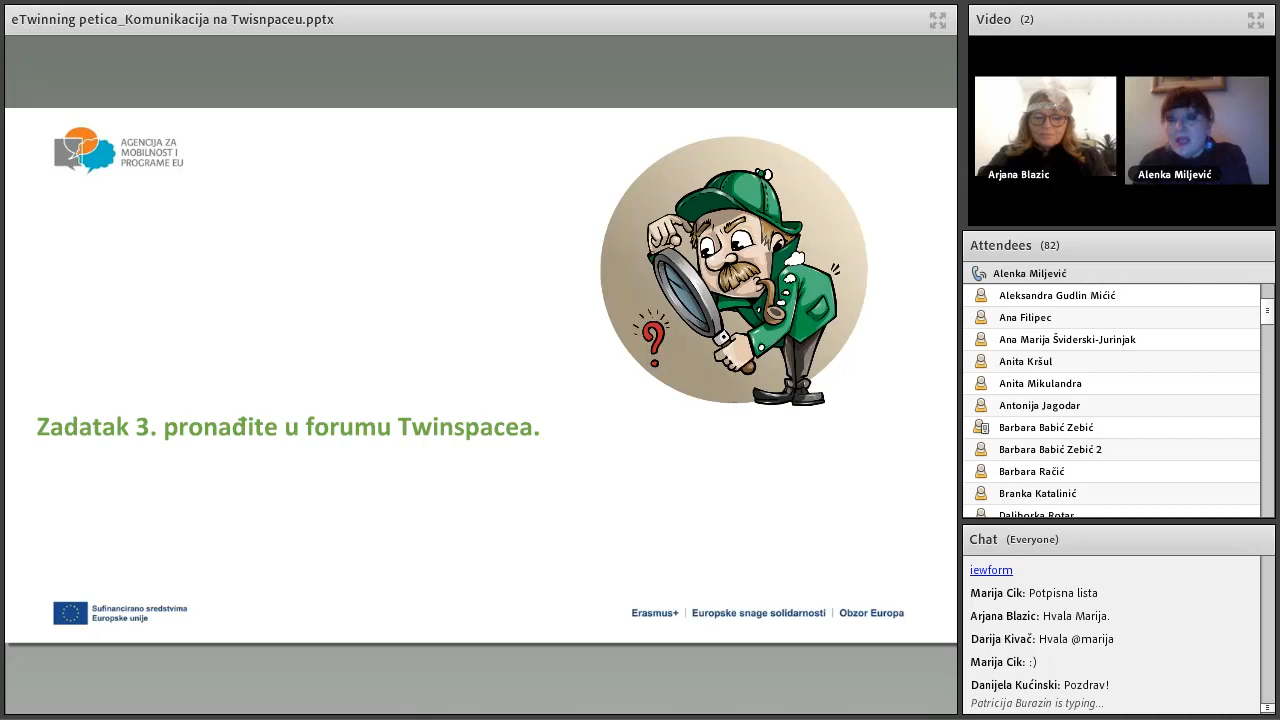 eTwinning petica_Komunikacija na Twisnpaceu.pptx
AGENCIJA ZA
MOBILNOST I
PROGRAME EU
?
Zadatak 3. pronađite u forumu Twinspacea.
Sufinancirano sredstvima
Europske unije
Erasmus+ | Europske snage solidarnosti | Obzor Europa
Video (2)
Arjana Blazic
Alenka Miljević
Attendees (82)
Alenka Miljević
Aleksandra Gudlin Mićić
Ana Filipec
Ana Marija Šviderski-Jurinjak
Anita Kršul
Anita Mikulandra
Antonija Jagodar
Barbara Babić Zebić
Barbara Babić Zebić 2
Barbara Račić
Branka Katalinić
Daliborka Rotar
Chat (Everyone)
iewform
Marija Cik: Potpisna lista
Arjana Blazic: Hvala Marija.
Darija Kivač: Hvala @marija
Marija Cik: :)
Danijela Kućinski: Pozdrav!
Patricija Burazin is typing...